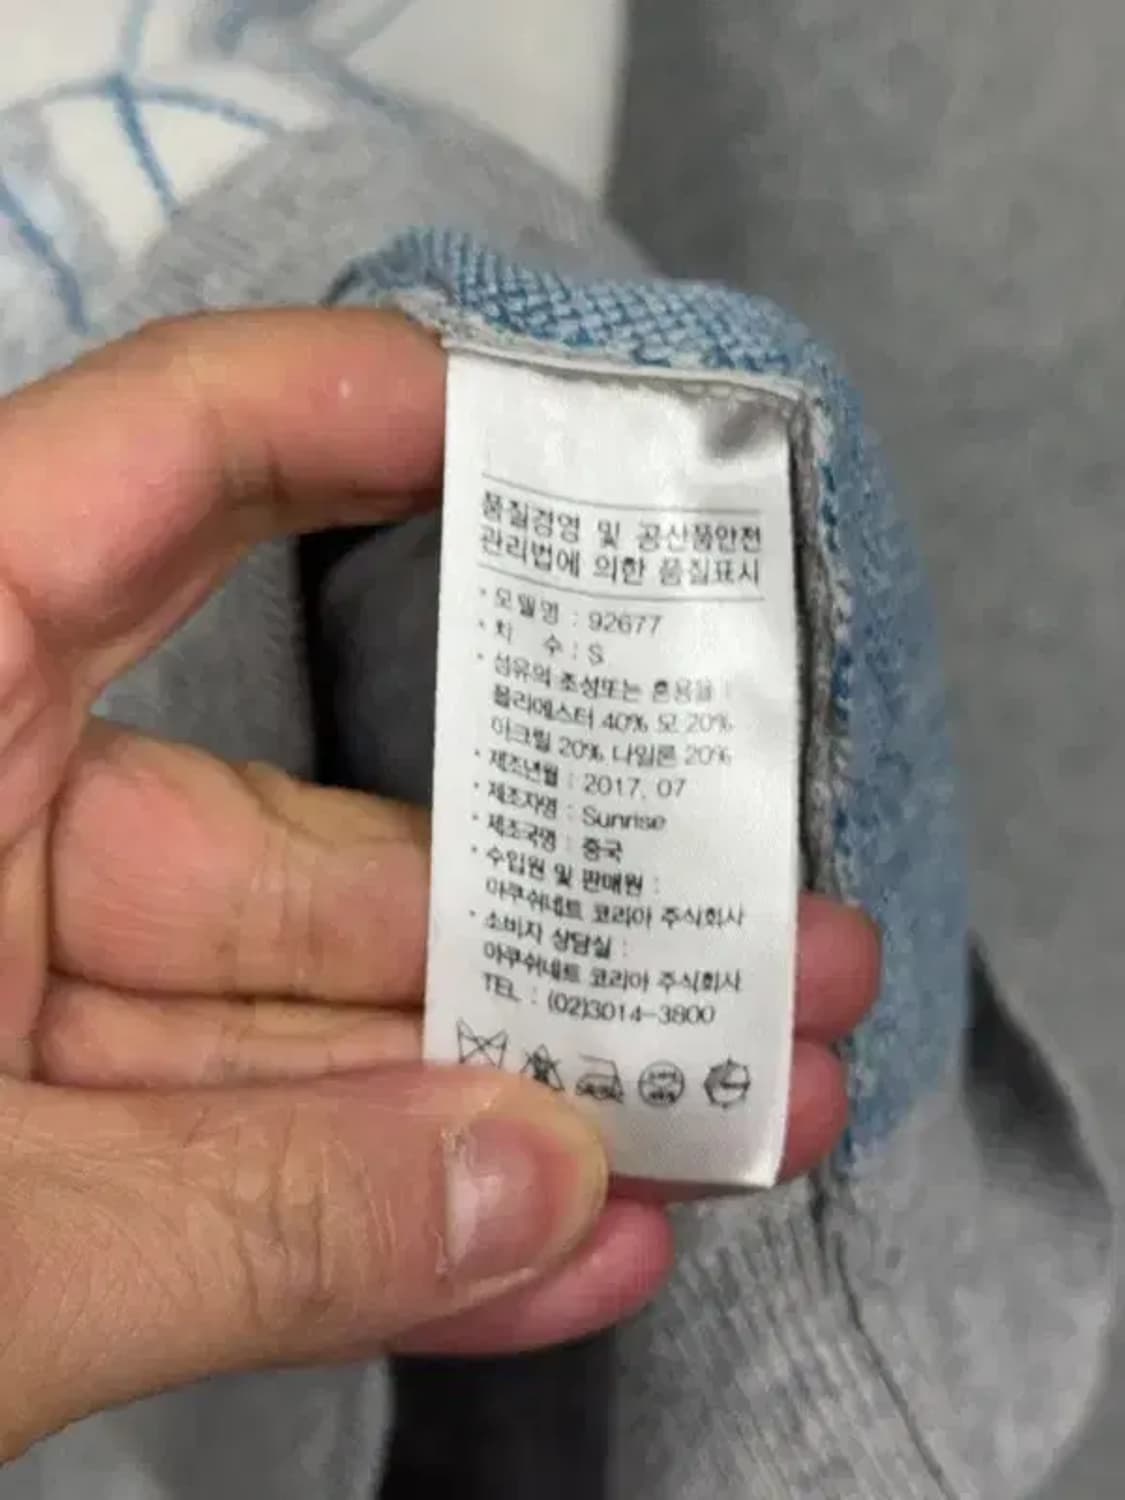 품질경영 및 공산품안전
관리법에 의한 품질표시
* 모델명 : 92677
* 치 수 : S
* 섬유의 조성또는 혼용율 :
폴리에스터 40% 모 20%
아크릴 20% 나일론 20%
* 제조년월 : 2017. 07
* 제조자명 : Sunrise
* 제조국명 : 중국
* 수입원 및 판매원 :
아쿠쉬네트 코리아 주식회사
* 소비자 상담실 :
아쿠쉬네트 코리아 주식회사
TEL : (02)3014-3800